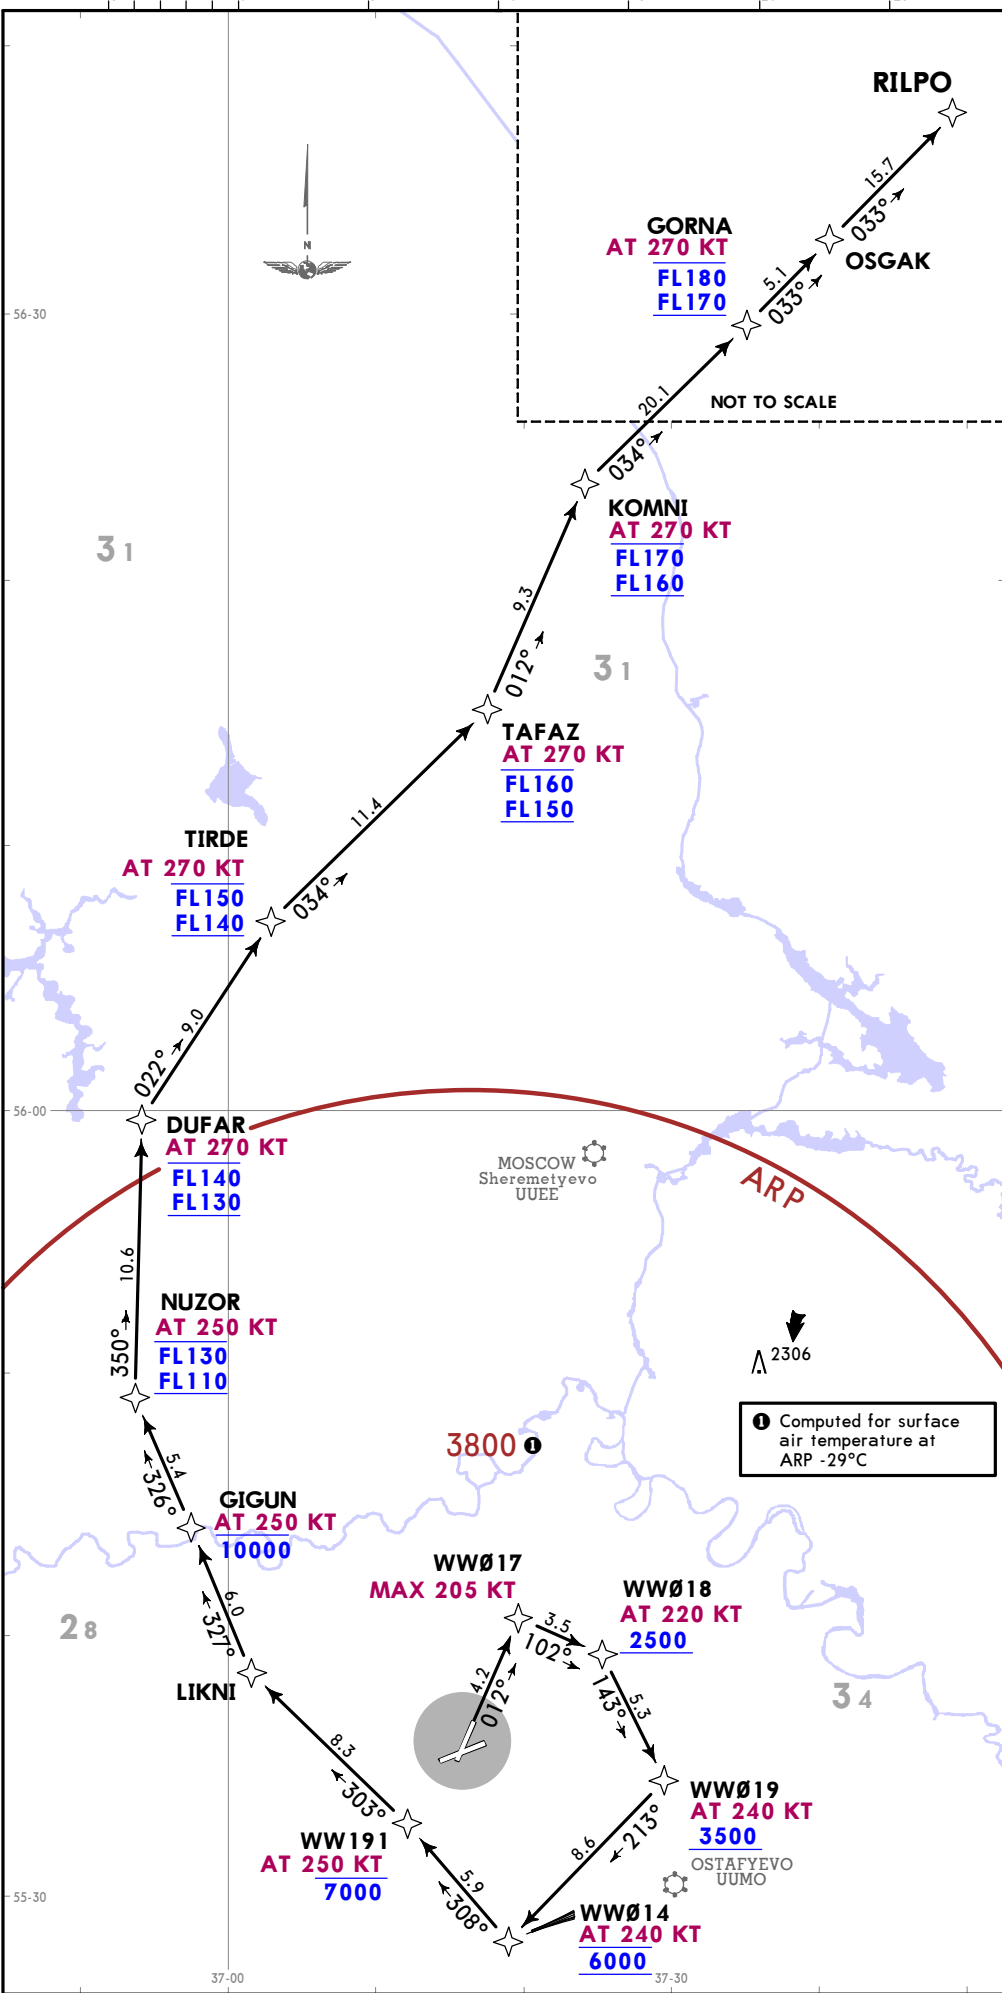 RILPO
15.7
033°
GORNA
AT 270 KT
FL180
FL170
OSGAK
5.1
033°
N
56-30
NOT TO SCALE
20.1
034°
KOMNI
AT 270 KT
FL170
FL160
31
9.3
012°
31
TAFAZ
AT 270 KT
FL160
FL150
11.4
034°
TIRDE
AT 270 KT
FL150
FL140
9.0
022°
56-00
DUFAR
AT 270 KT
FL140
FL130
MOSCOW
Sheremetyevo
UUEE
ARP
10.6
350°
NUZOR
AT 250 KT
FL130
FL110
2306
1 Computed for surface
air temperature at
ARP -29°C
3800 1
5.4
326°
GIGUN
AT 250 KT
10000
6.0
327°
28
LIKNI
WWØ17
MAX 205 KT
3.5
102°
WWØ18
AT 220 KT
2500
4.2
012°
143°
5.3
34
8.3
303°
WWØ19
AT 240 KT
3500
213°
8.6
WW191
AT 250 KT
7000
OSTAFYEVO
UUMO
5.9
308°
55-30
WWØ14
AT 240 KT
6000
37-00
37-30